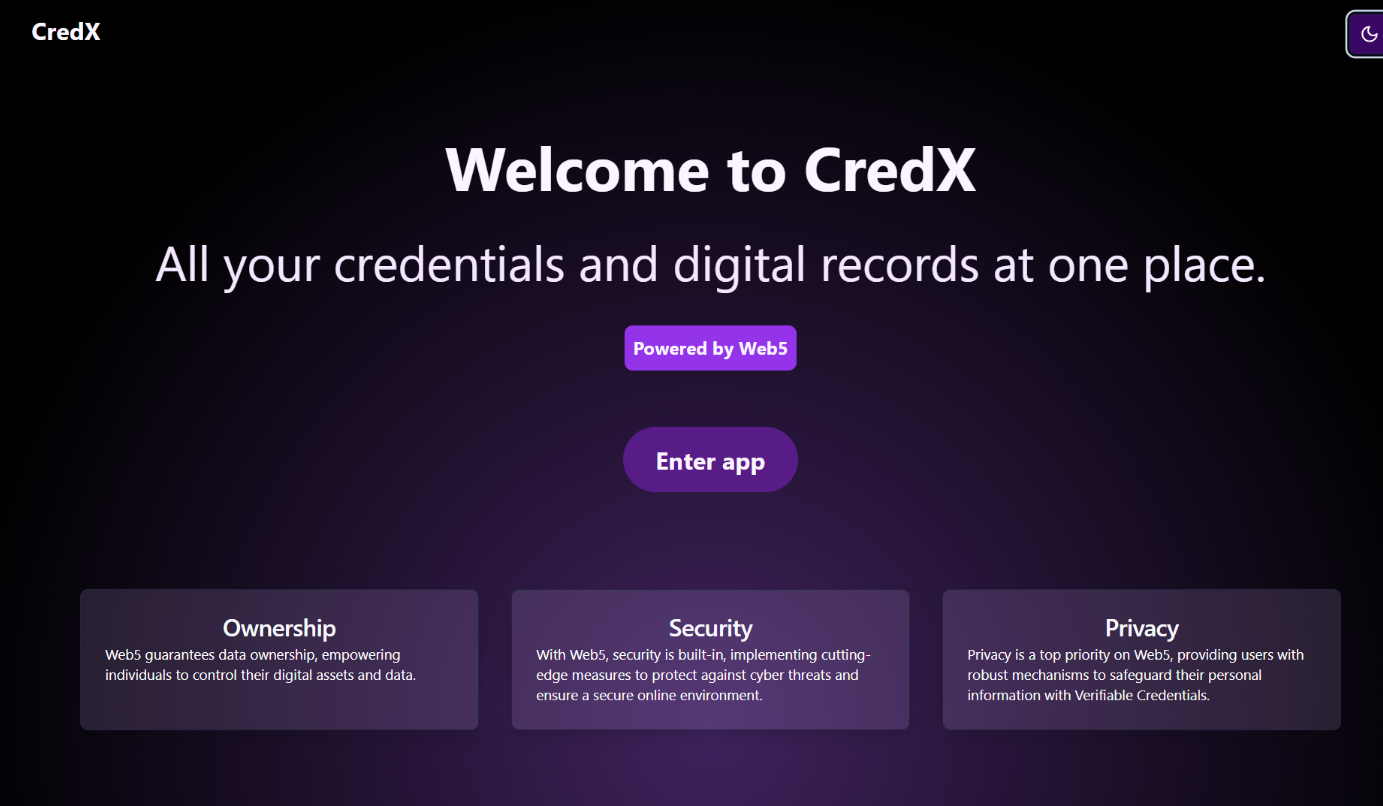 CredX
Welcome to CredX
All your credentials and digital records at one place.
Powered by Web5
Enter app
Ownership
Web5 guarantees data ownership, empowering
individuals to control their digital assets and data.
Security
With Web5, security is built-in, implementing cutting-
edge measures to protect against cyber threats and
ensure a secure online environment.
Privacy
Privacy is a top priority on Web5, providing users with
robust mechanisms to safeguard their personal
information with Verifiable Credentials.